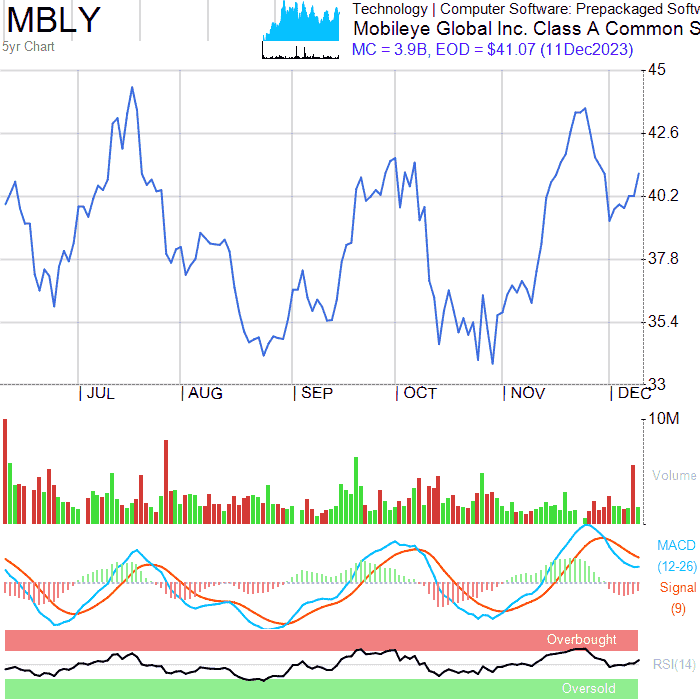 MBLY
5yr Chart
Technology | Computer Software: Prepackaged Softw
Mobileye Global Inc. Class A Common S
MC = 3.9B, EOD = $41.07 (11Dec2023)
45
42.6
40.2
37.8
35.4
33
JUL
AUG
SEP
OCT
NOV
DEC
10M
Volume
MACD
(12-26)
Signal
(9)
Overbought
RSI(14)
Oversold